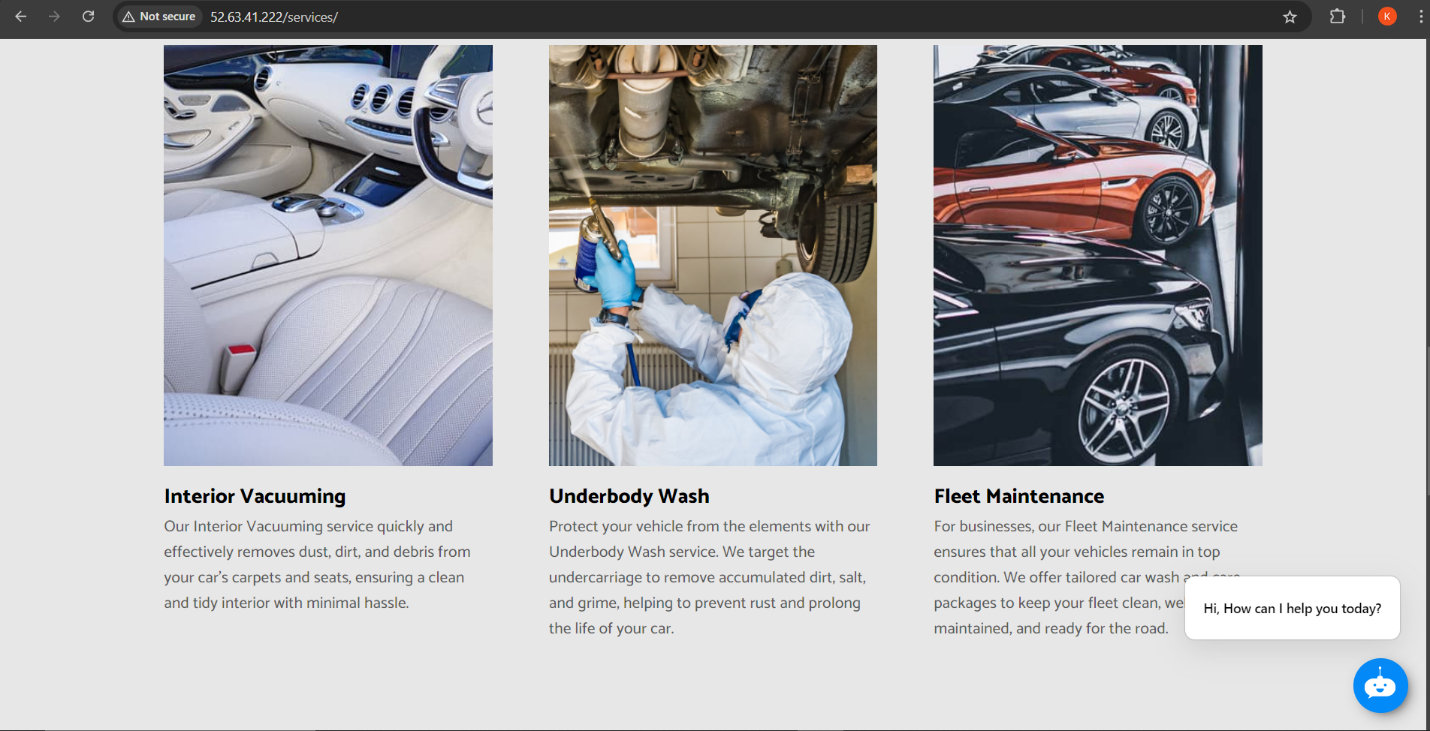 Not secure
52.63.41.222/services/
K
Interior Vacuuming
Our Interior Vacuuming service quickly and
effectively removes dust, dirt, and debris from
your car's carpets and seats, ensuring a clean
and tidy interior with minimal hassle.
Underbody Wash
Protect your vehicle from the elements with our
Underbody Wash service. We target the
undercarriage to remove accumulated dirt, salt,
and grime, helping to prevent rust and prolong
the life of your car.
Fleet Maintenance
For businesses, our Fleet Maintenance service
ensures that all your vehicles remain in top
condition. We offer tailored car wash and care
packages to keep your fleet clean, we
maintained, and ready for the road.
Hi, How can I help you today?